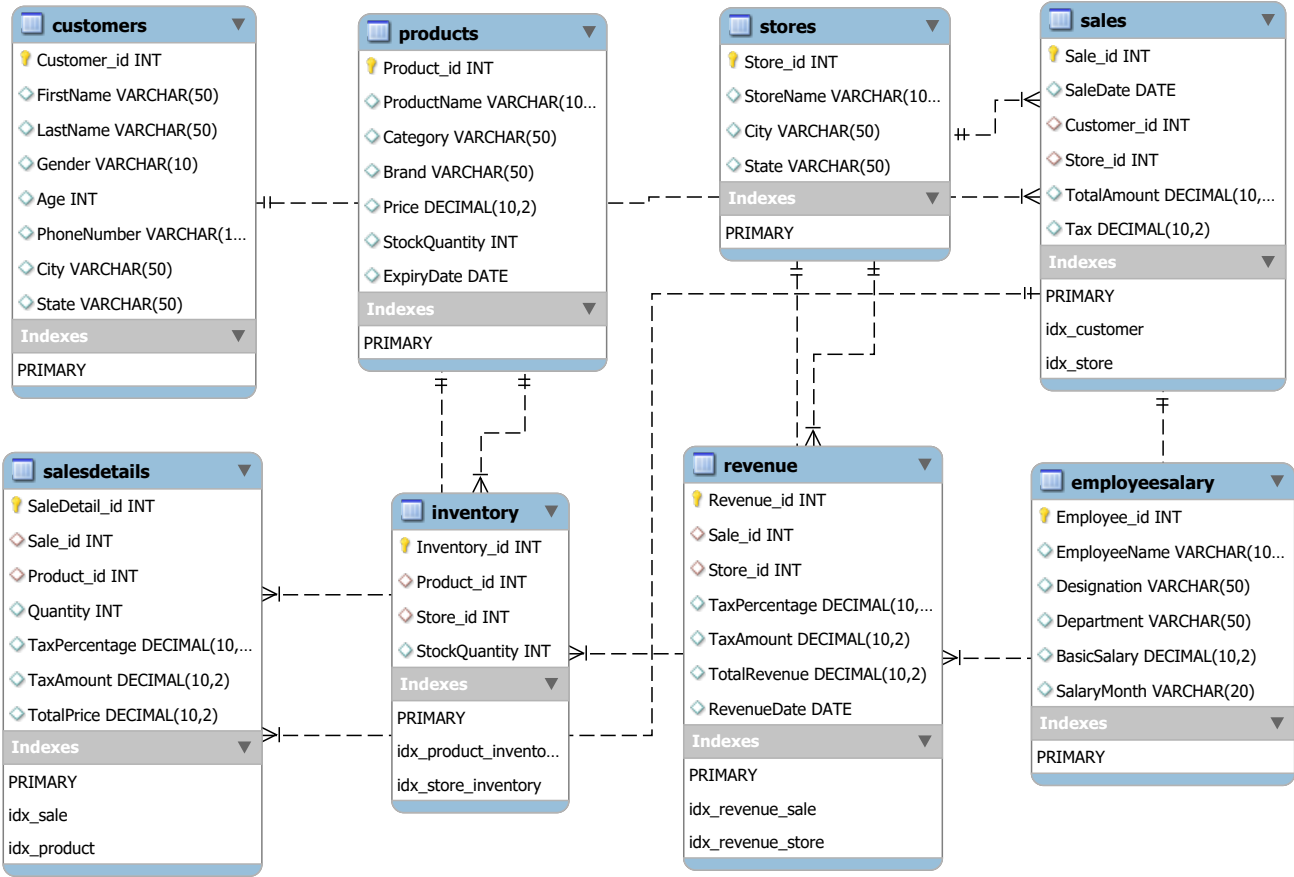 customers
Customer_id INT
FirstName VARCHAR(50)
LastName VARCHAR(50)
Gender VARCHAR(10)
Age INT
PhoneNumber VARCHAR(1...
City VARCHAR(50)
State VARCHAR(50)
Indexes
PRIMARY
products
Product_id INT
ProductName VARCHAR(10...
Category VARCHAR(50)
Brand VARCHAR(50)
Price DECIMAL(10,2)
StockQuantity INT
ExpiryDate DATE
Indexes
PRIMARY
stores
Store_id INT
StoreName VARCHAR(10...
City VARCHAR(50)
State VARCHAR(50)
Indexes
PRIMARY
sales
Sale_id INT
SaleDate DATE
Customer_id INT
Store_id INT
TotalAmount DECIMAL(10,...
Tax DECIMAL(10,2)
Indexes
PRIMARY
idx_customer
idx_store
salesdetails
SaleDetail_id INT
Sale_id INT
Product_id INT
Quantity INT
TaxPercentage DECIMAL(10,...
TaxAmount DECIMAL(10,2)
TotalPrice DECIMAL(10,2)
Indexes
PRIMARY
idx_sale
idx_product
inventory
Inventory_id INT
Product_id INT
Store_id INT
StockQuantity INT
Indexes
PRIMARY
idx_product_invento...
idx_store_inventory
revenue
Revenue_id INT
Sale_id INT
Store_id INT
TaxPercentage DECIMAL(10,...
TaxAmount DECIMAL(10,2)
TotalRevenue DECIMAL(10,2)
RevenueDate DATE
Indexes
PRIMARY
idx_revenue_sale
idx_revenue_store
employeesalary
Employee_id INT
EmployeeName VARCHAR(10...
Designation VARCHAR(50)
Department VARCHAR(50)
BasicSalary DECIMAL(10,2)
SalaryMonth VARCHAR(20)
Indexes
PRIMARY